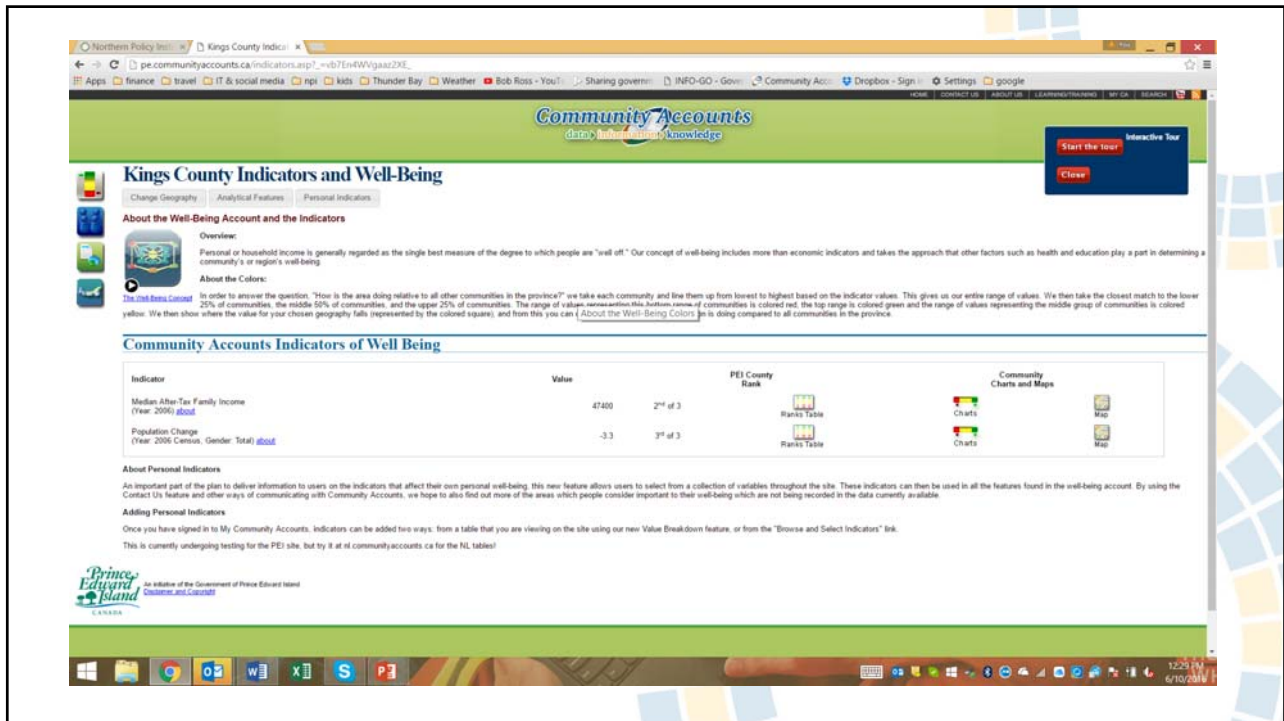 Northern Policy Insti
Kings County Indicat
pe.communityaccounts.ca/indicators.asp?_=vb7En4WVgaaz2XE_
Apps finance travel IT & social media npi kids Thunder Bay Weather Bob Ross - YouT Sharing governm INFO-GO - Gover Community Acco Dropbox - Sign i Settings google
HOME | CONTACT US | ABOUT US | LEARNING/TRAINING | MY CA | SEARCH
Community Accounts
data information knowledge
Interactive Tour
Start the tour
Close
Kings County Indicators and Well-Being
Change Geography Analytical Features Personal Indicators
About the Well-Being Account and the Indicators
Overview:
Personal or household income is generally regarded as the single best measure of the degree to which people are "well off." Our concept of well-being includes more than economic indicators and takes the approach that other factors such as health and education play a part in determining a
community's or region's well-being.
About the Colors:
The Well-Being Concept
In order to answer the question, "How is the area doing relative to all other communities in the province?" we take each community and line them up from lowest to highest based on the indicator values. This gives us our entire range of values. We then take the closest match to the lower
25% of communities, the middle 50% of communities, and the upper 25% of communities. The range of values representing this bottom range of communities is colored red, the top range is colored green and the range of values representing the middle group of communities is colored
yellow. We then show where the value for your chosen geography falls (represented by the colored square), and from this you can
About the Well-Being Colors
is doing compared to all communities in the province.
Community Accounts Indicators of Well Being
Indicator Value PEI County Rank Community Charts and Maps
Median After-Tax Family Income
(Year: 2006) about
47400 2nd of 3 Ranks Table Charts Map
Population Change
(Year: 2006 Census, Gender: Total) about
-3.3 3rd of 3 Ranks Table Charts Map
About Personal Indicators
An important part of the plan to deliver information to users on the indicators that affect their own personal well-being, this new feature allows users to select from a collection of variables throughout the site. These indicators can then be used in all the features found in the well-being account. By using the
Contact Us feature and other ways of communicating with Community Accounts, we hope to also find out more of the areas which people consider important to their well-being which are not being recorded in the data currently available.
Adding Personal Indicators
Once you have signed in to My Community Accounts, indicators can be added two ways: from a table that you are viewing on the site using our new Value Breakdown feature, or from the "Browse and Select Indicators" link.
This is currently undergoing testing for the PEI site, but try it at nl.communityaccounts.ca for the NL tables!
Prince
Edward
Island
CANADA
An initiative of the Government of Prince Edward Island
Disclaimer and Copyright
12:29 PM
6/10/2016